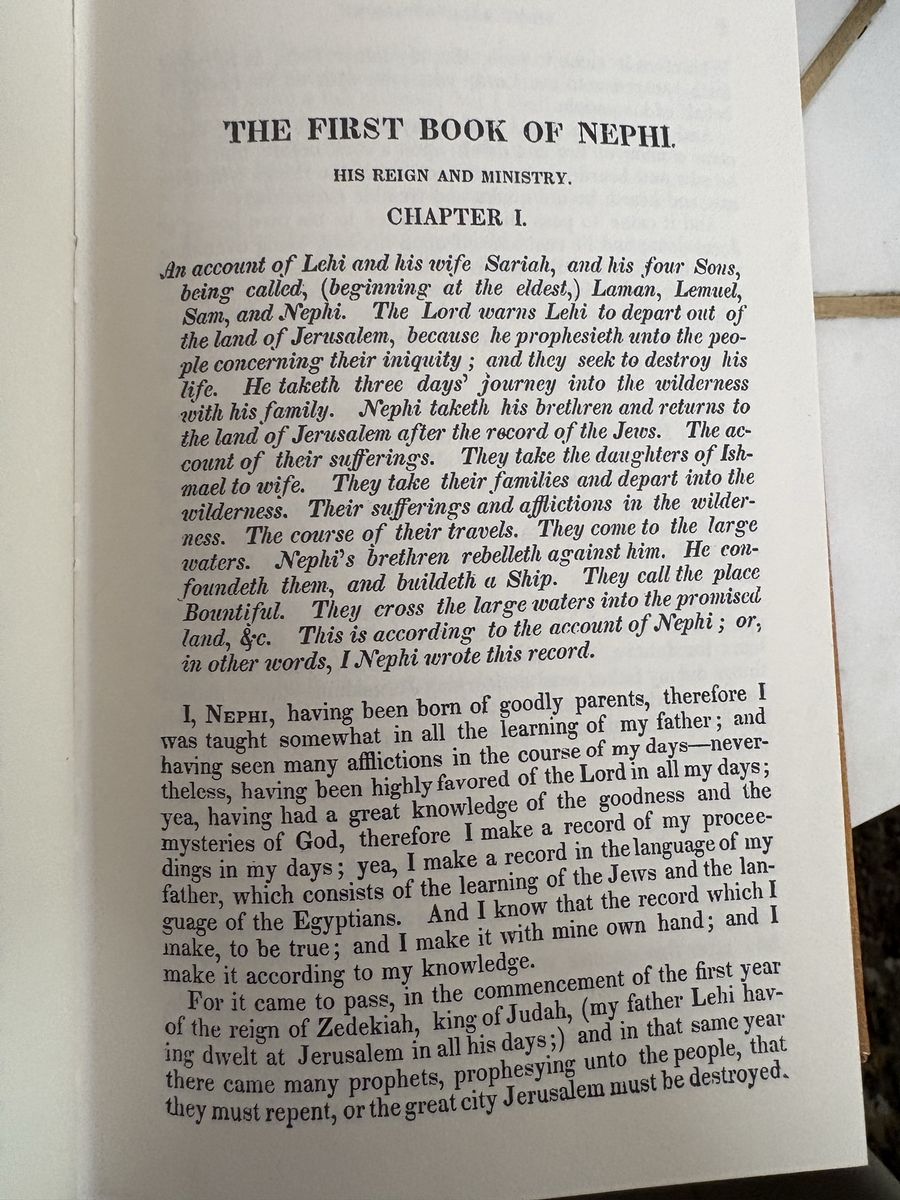 THE FIRST BOOK OF NEPHI.
HIS REIGN AND MINISTRY.
CHAPTER I.
An account of Lehi and his wife Sariah, and his four Sons,
being called, (beginning at the eldest,) Laman, Lemuel,
Sam, and Nephi. The Lord warns Lehi to depart out of
the land of Jerusalem, because he prophesieth unto the peo-
ple concerning their iniquity ; and they seek to destroy his
life. He taketh three days' journey into the wilderness
with his family. Nephi taketh his brethren and returns to
the land of Jerusalem after the record of the Jews. The ac-
count of their sufferings. They take the daughters of Ish-
mael to wife. They take their families and depart into the
wilderness. Their sufferings and afflictions in the wilder-
ness. The course of their travels. They come to the large
waters. Nephi's brethren rebelleth against him. He con-
foundeth them, and buildeth a Ship. They call the place
Bountiful. They cross the large waters into the promised
land, &c. This is according to the account of Nephi ; or,
in other words, I Nephi wrote this record.
I, NEPHI, having been born of goodly parents, therefore I
was taught somewhat in all the learning of my father ; and
having seen many afflictions in the course of my days—never-
theless, having been highly favored of the Lord in all my days ;
yea, having had a great knowledge of the goodness and the
mysteries of God, therefore I make a record of my procee-
dings in my days ; yea, I make a record in the language of my
father, which consists of the learning of the Jews and the lan-
guage of the Egyptians. And I know that the record which I
make, to be true ; and I make it with mine own hand ; and I
make it according to my knowledge.
For it came to pass, in the commencement of the first year
of the reign of Zedekiah, king of Judah, (my father Lehi hav-
ing dwelt at Jerusalem in all his days ;) and in that same year
there came many prophets, prophesying unto the people, that
they must repent, or the great city Jerusalem must be destroyed.